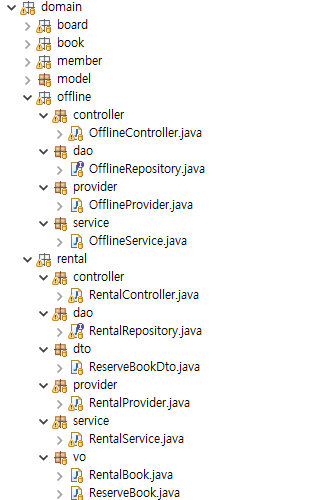 domain
board
book
member
model
offline
controller
OfflineController.java
dao
OfflineRepository.java
provider
OfflineProvider.java
service
OfflineService.java
rental
controller
RentalController.java
dao
RentalRepository.java
dto
ReserveBookDto.java
provider
RentalProvider.java
service
RentalService.java
vo
RentalBook.java
ReserveBook.java